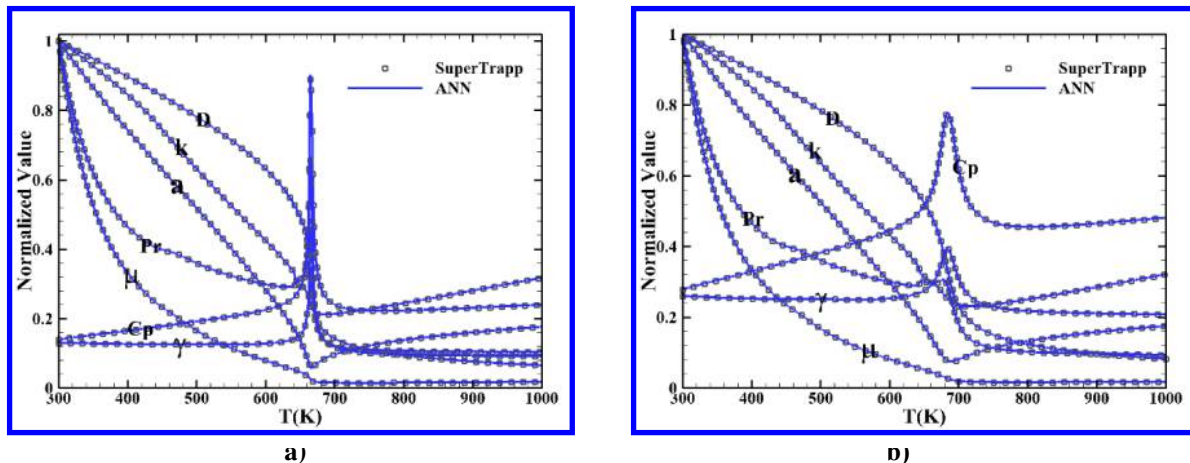 1
0.8
0.6
0.4
0.2
0
Normalized Value
300 400 500 600 700 800 900 1000
T(K)
SuperTrapp
ANN
D
k
a
Pr
μ
Cp
γ
a)
1
0.8
0.6
0.4
0.2
0
Normalized Value
300 400 500 600 700 800 900 1000
T(K)
SuperTrapp
ANN
D
k
a
Cp
Pr
γ
μ
b)